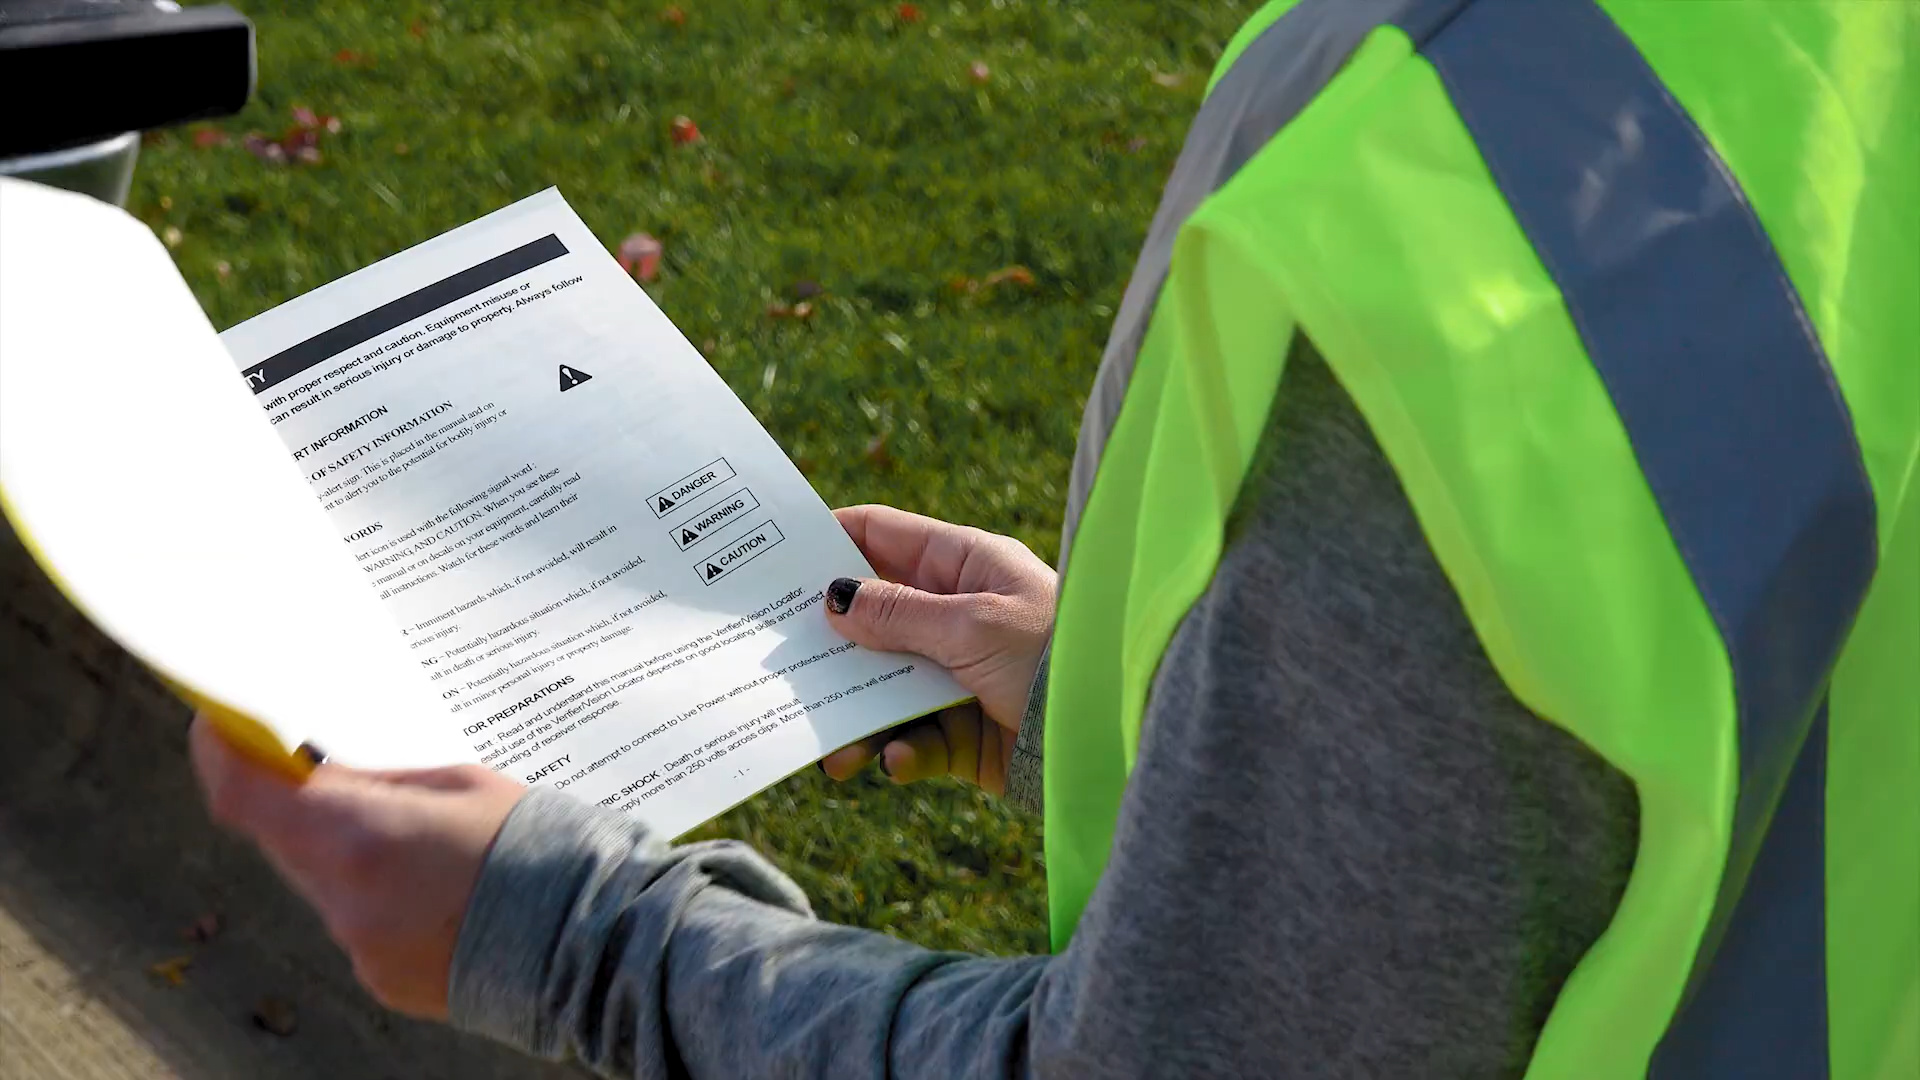 TY
with proper respect and caution. Equipment misuse or
can result in serious injury or damage to property. Always follow
RT INFORMATION
OF SAFETY INFORMATION
y-alert sign. This is placed in the manual and on
nt to alert you to the potential for bodily injury or
WORDS
lert icon is used with the following signal word :
WARNING, AND CAUTION. When you see these
manual or on decals on your equipment, carefully read
all instructions. Watch for these words and learn their
DANGER
WARNING
CAUTION
R – Imminent hazards which, if not avoided, will result in
rious injury.
NG – Potentially hazardous situation which, if not avoided,
ult in death or serious injury.
ON – Potentially hazardous situation which, if not avoided,
ult in minor personal injury or property damage.
TOR PREPARATIONS
tant : Read and understand this manual before using the Verifier/Vision Locator.
essful use of the Verifier/Vision Locator depends on good locating skills and correct
standing of receiver response.
SAFETY
Do not attempt to connect to Live Power without proper protective Equip
TRIC SHOCK : Death or serious injury will result.
pply more than 250 volts across clips. More than 250 volts will damage
- 1 -